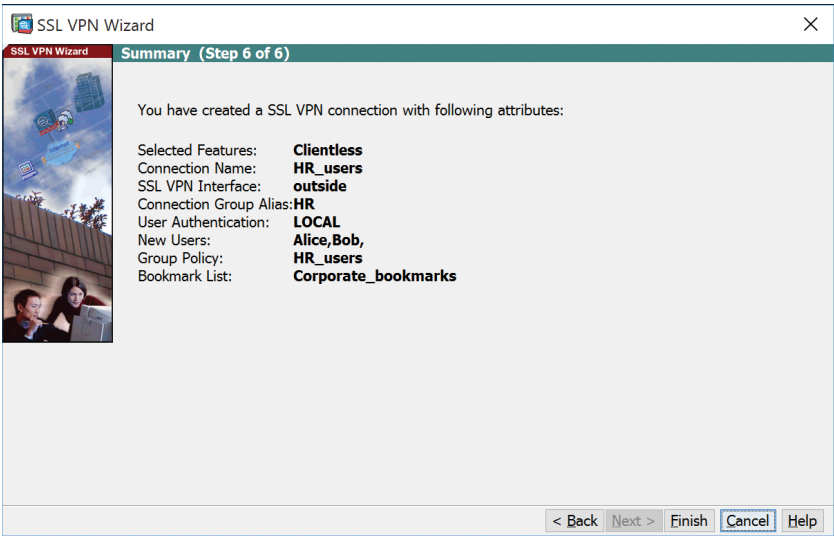 SSL VPN Wizard
SSL VPN Wizard
Summary (Step 6 of 6)
You have created a SSL VPN connection with following attributes:
Selected Features: Clientless
Connection Name: HR_users
SSL VPN Interface: outside
Connection Group Alias:HR
User Authentication: LOCAL
New Users: Alice,Bob,
Group Policy: HR_users
Bookmark List: Corporate_bookmarks
Internet
< Back Next > Finish Cancel Help